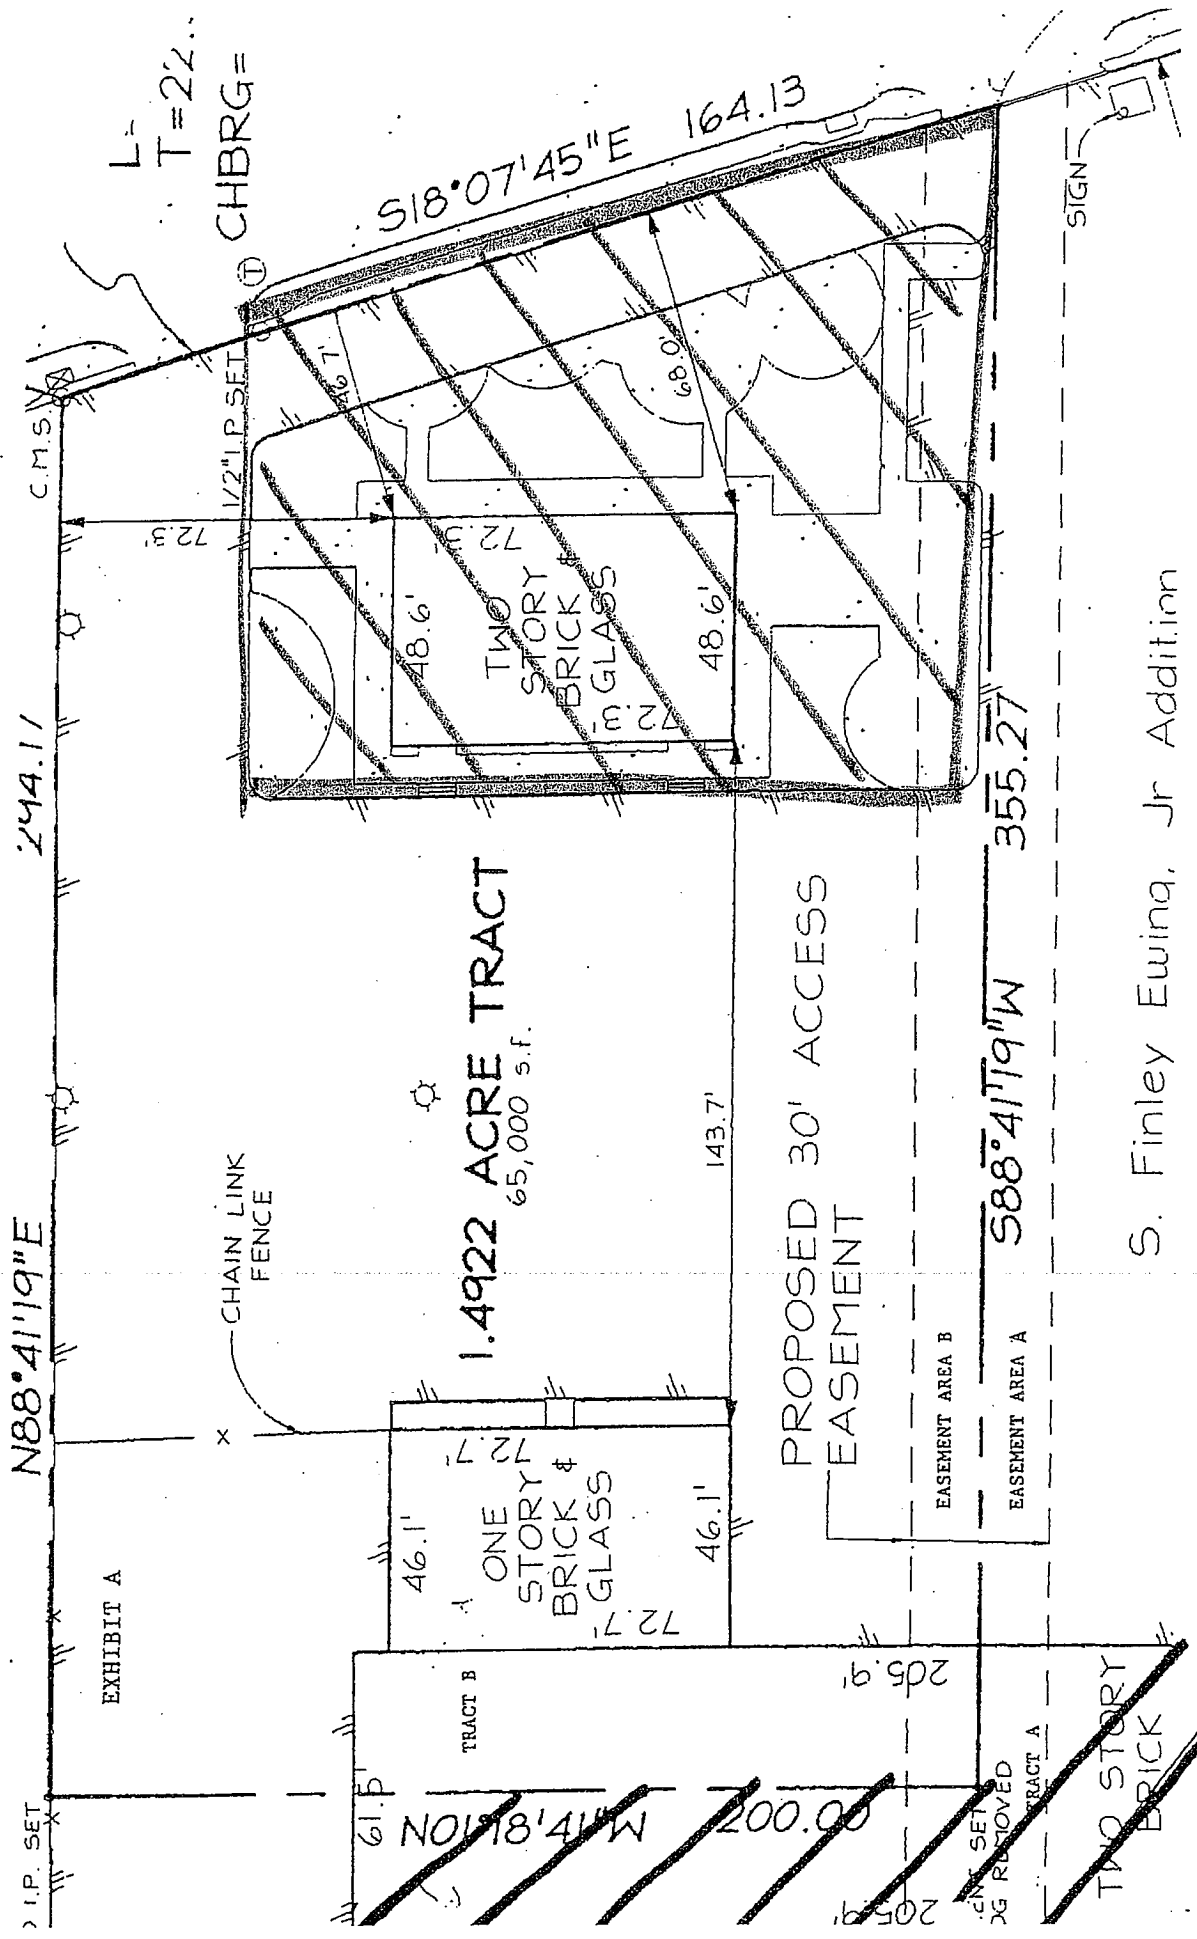 L=
T=22..
CHBRG=
C.M.S.
S18°07'45"E 164.13
1/2" I.P. SET
T
46.7'
68.0'
72.3'
244.11
N88°41'19"E
72.3'
48.6'
TWO
STORY
BRICK &
GLASS
48.6'
72.3'
SIGN
1.4922 ACRE TRACT
65,000 s.f.
CHAIN LINK
FENCE
143.7'
PROPOSED 30' ACCESS
EASEMENT
S88°41'19"W 355.27
S. Finley Ewing, Jr Addition
EASEMENT AREA B
EASEMENT AREA A
72.7'
46.1'
ONE
STORY
BRICK &
GLASS
46.1'
72.7'
EXHIBIT A
TRACT B
205.9'
61.5'
200.00
I.P. SET
SET
REMOVED
TRACT A
TWO STORY
BRICK
205.9'